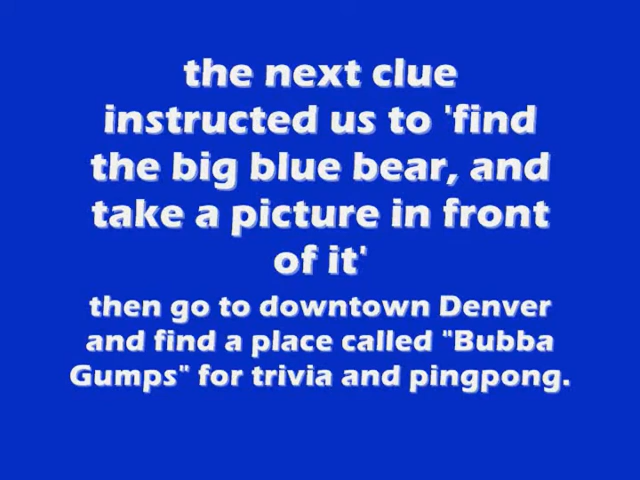 the next clue
instructed us to 'find
the big blue bear, and
take a picture in front
of it'
then go to downtown Denver
and find a place called "Bubba
Gumps" for trivia and pingpong.